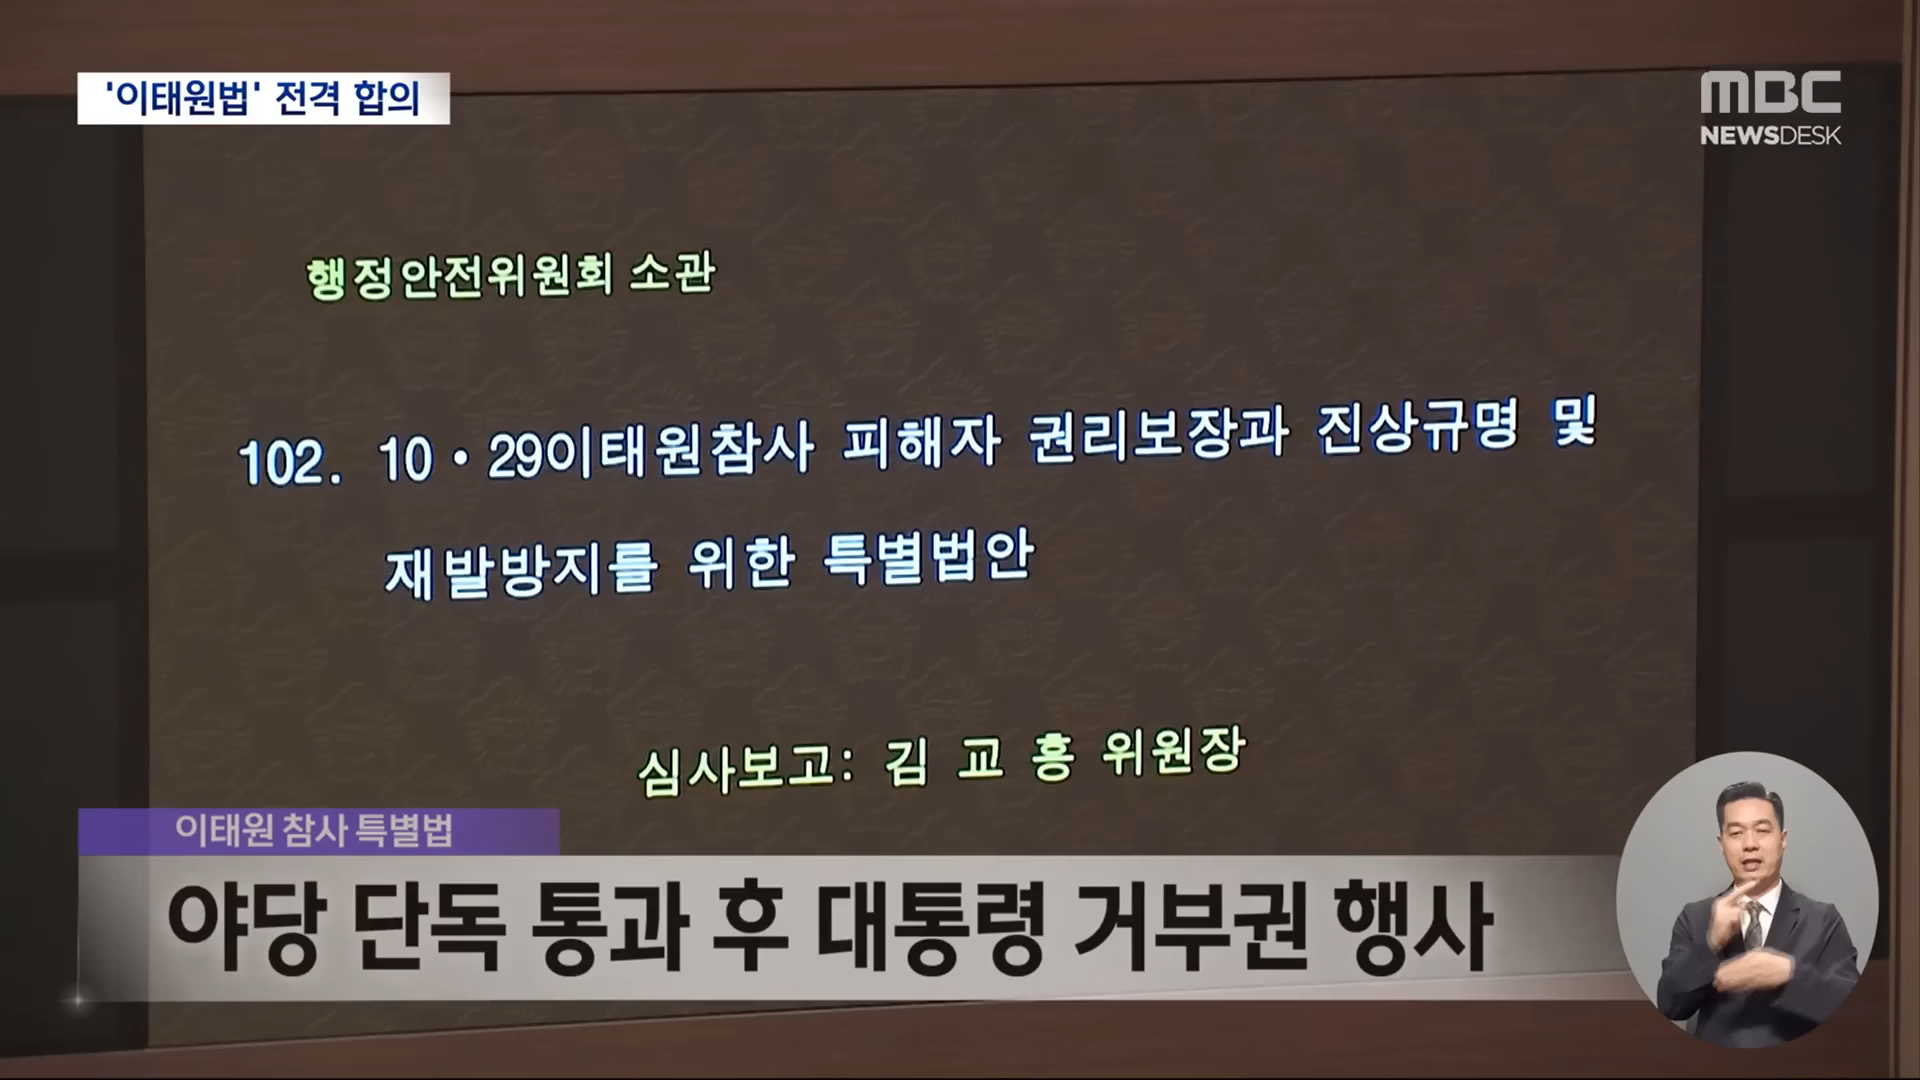 '이태원법' 전격 합의
MBC
NEWSDESK
행정안전위원회 소관
102. 10·29이태원참사 피해자 권리보장과 진상규명 및
재발방지를 위한 특별법안
심사보고: 김 교 흥 위원장
이태원 참사 특별법
야당 단독 통과 후 대통령 거부권 행사